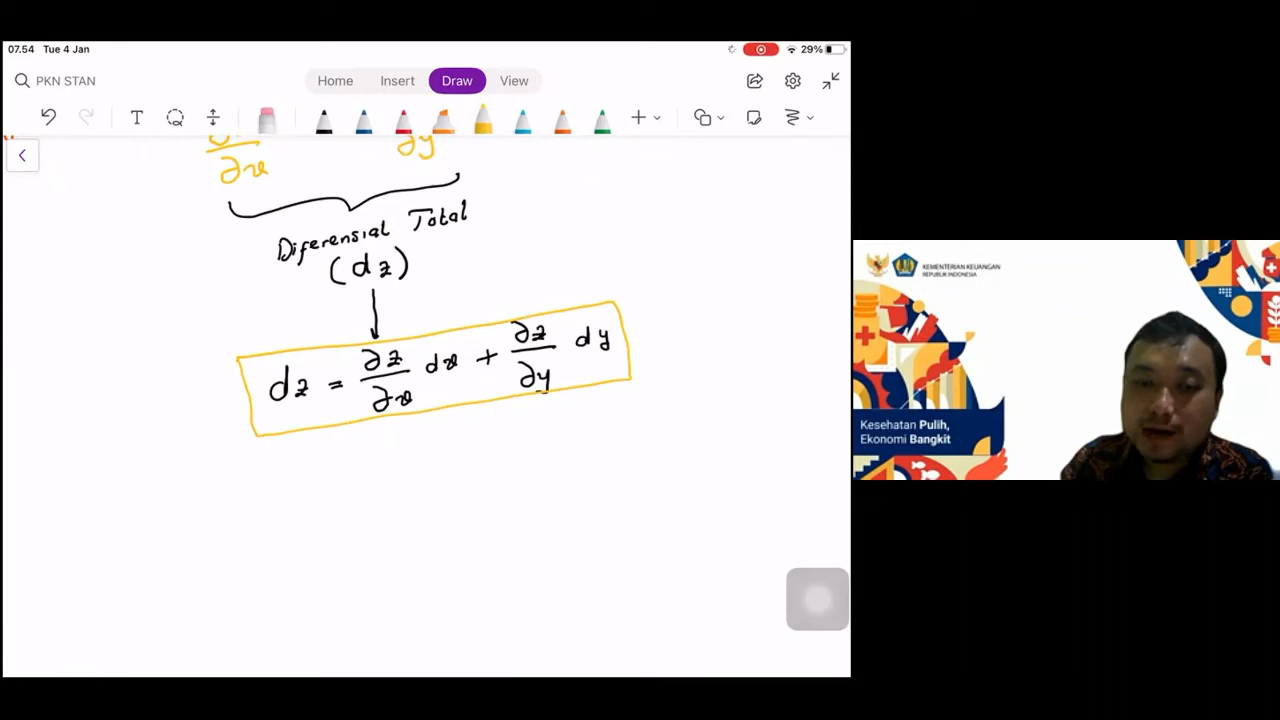 07.54 Tue 4 Jan
29%
PKN STAN
Home Insert Draw View
T
∂x ∂y
Diferensial Total
(dz)
dz = ∂z/∂x dx + ∂z/∂y dy
KEMENTERIAN KEUANGAN
REPUBLIK INDONESIA
Kesehatan Pulih,
Ekonomi Bangkit